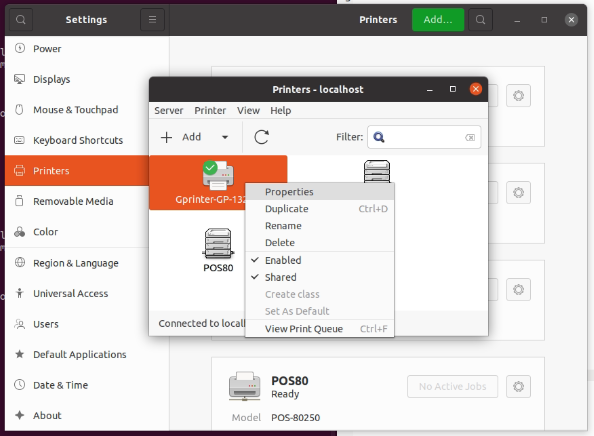 Settings
Printers
Add...
Power
Displays
Mouse & Touchpad
Keyboard Shortcuts
Printers
Removable Media
Color
Region & Language
Universal Access
Users
Default Applications
Date & Time
About
Printers - localhost
Server Printer View Help
Add
Filter:
Gprinter-GP-132
POS80
Properties
Duplicate Ctrl+D
Rename
Delete
Enabled
Shared
Create class
Set As Default
View Print Queue Ctrl+F
Connected to
POS80
Ready
No Active Jobs
Model POS-80250